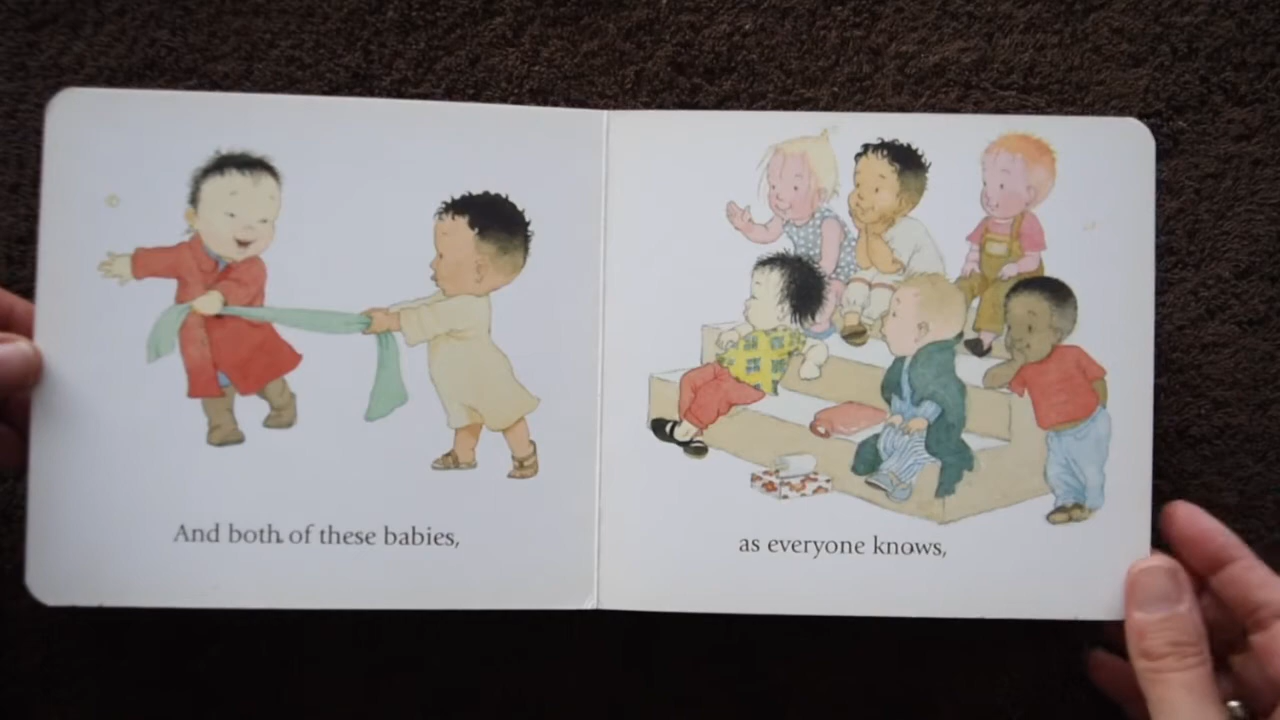 And both of these babies,
as everyone knows,